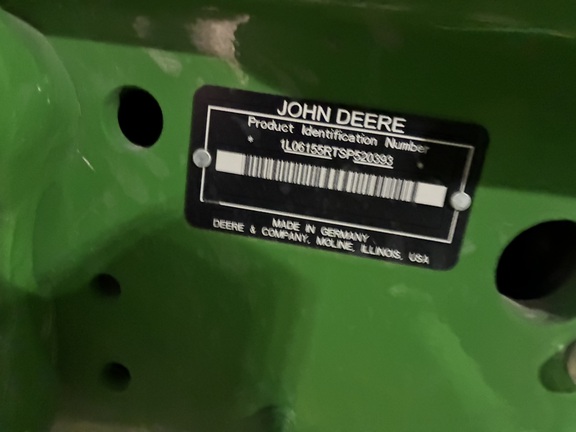 JOHN DEERE
Product Identification Number
1L06155RTSP520393
MADE IN GERMANY
DEERE & COMPANY, MOLINE, ILLINOIS, USA